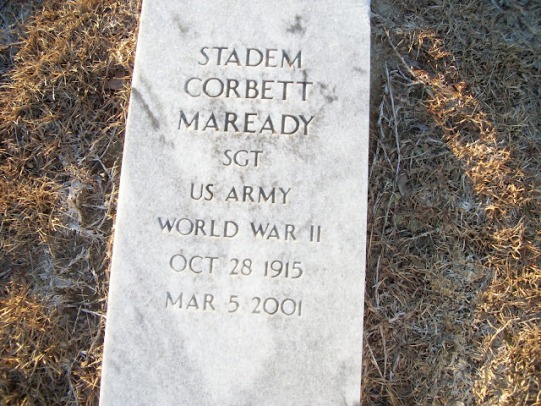 STADEM
CORBETT
MAREADY
SGT
US ARMY
WORLD WAR II
OCT 28 1915
MAR 5 2001